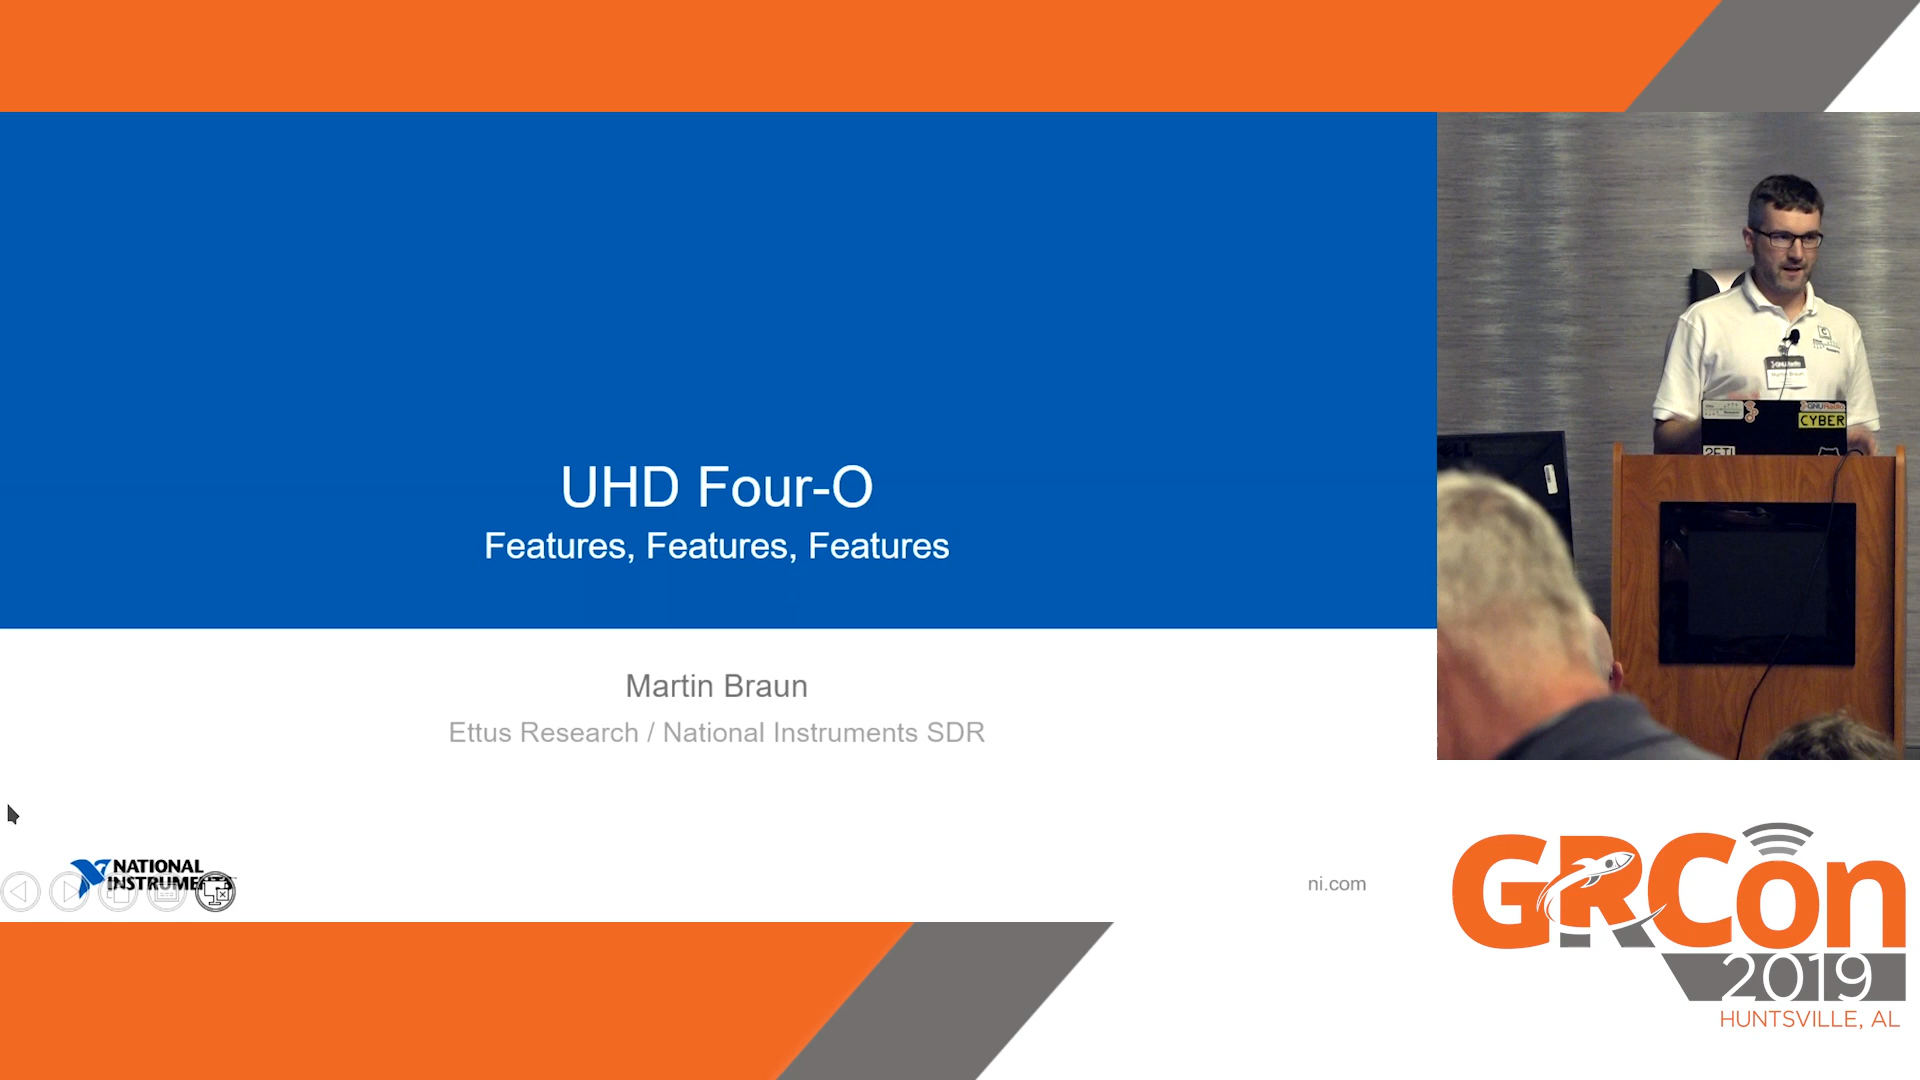 UHD Four-O
Features, Features, Features
Martin Braun
Ettus Research / National Instruments SDR
NATIONAL
INSTRUMENTS
ni.com
GNURadio
CYBER
GRCon
2019
HUNTSVILLE, AL